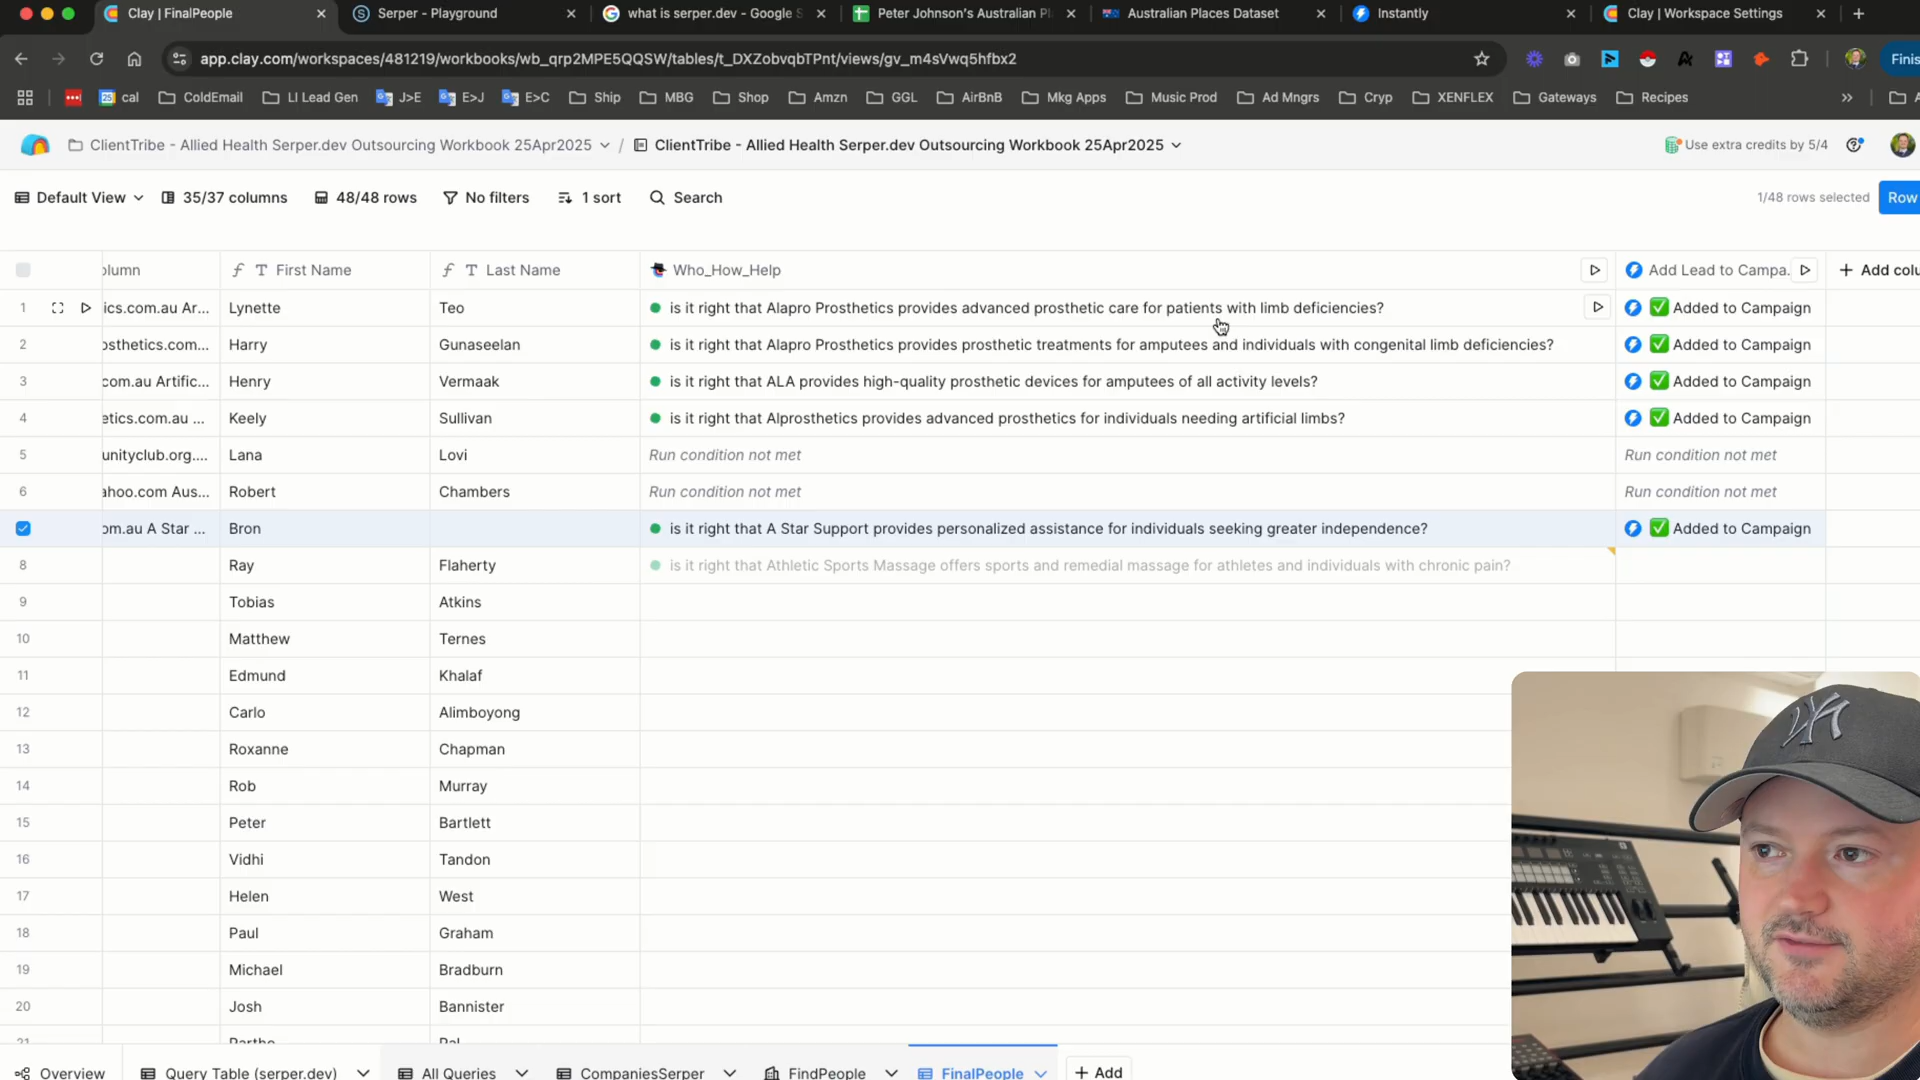 Clay | FinalPeople
Serper - Playground
what is serper.dev - Google S
Peter Johnson's Australian Pl
Australian Places Dataset
Instantly
Clay | Workspace Settings
app.clay.com/workspaces/481219/workbooks/wb_qrp2MPE5QQSW/tables/t_DXZobvqbTPnt/views/gv_m4sVwq5hfbx2
Finis
cal ColdEmail LI Lead Gen J>E E>J E>C Ship MBG Shop Amzn GGL AirBnB Mkg Apps Music Prod Ad Mngrs Cryp XENFLEX Gateways Recipes
ClientTribe - Allied Health Serper.dev Outsourcing Workbook 25Apr2025 / ClientTribe - Allied Health Serper.dev Outsourcing Workbook 25Apr2025
Use extra credits by 5/4
Default View 35/37 columns 48/48 rows No filters 1 sort Search
1/48 rows selected
Row
olumn First Name Last Name Who_How_Help Add Lead to Campa. + Add colu
1 ics.com.au Ar... Lynette Teo is it right that Alapro Prosthetics provides advanced prosthetic care for patients with limb deficiencies? Added to Campaign
2 osthetics.com... Harry Gunaseelan is it right that Alapro Prosthetics provides prosthetic treatments for amputees and individuals with congenital limb deficiencies? Added to Campaign
3 com.au Artific... Henry Vermaak is it right that ALA provides high-quality prosthetic devices for amputees of all activity levels? Added to Campaign
4 etics.com.au ... Keely Sullivan is it right that Alprosthetics provides advanced prosthetics for individuals needing artificial limbs? Added to Campaign
5 unityclub.org.... Lana Lovi Run condition not met Run condition not met
6 ahoo.com Aus... Robert Chambers Run condition not met Run condition not met
om.au A Star ... Bron is it right that A Star Support provides personalized assistance for individuals seeking greater independence? Added to Campaign
8 Ray Flaherty is it right that Athletic Sports Massage offers sports and remedial massage for athletes and individuals with chronic pain?
9 Tobias Atkins
10 Matthew Ternes
11 Edmund Khalaf
12 Carlo Alimboyong
13 Roxanne Chapman
14 Rob Murray
15 Peter Bartlett
16 Vidhi Tandon
17 Helen West
18 Paul Graham
19 Michael Bradburn
20 Josh Bannister
Overview Query Table (serper.dev) All Queries CompaniesSerper FindPeople FinalPeople + Add